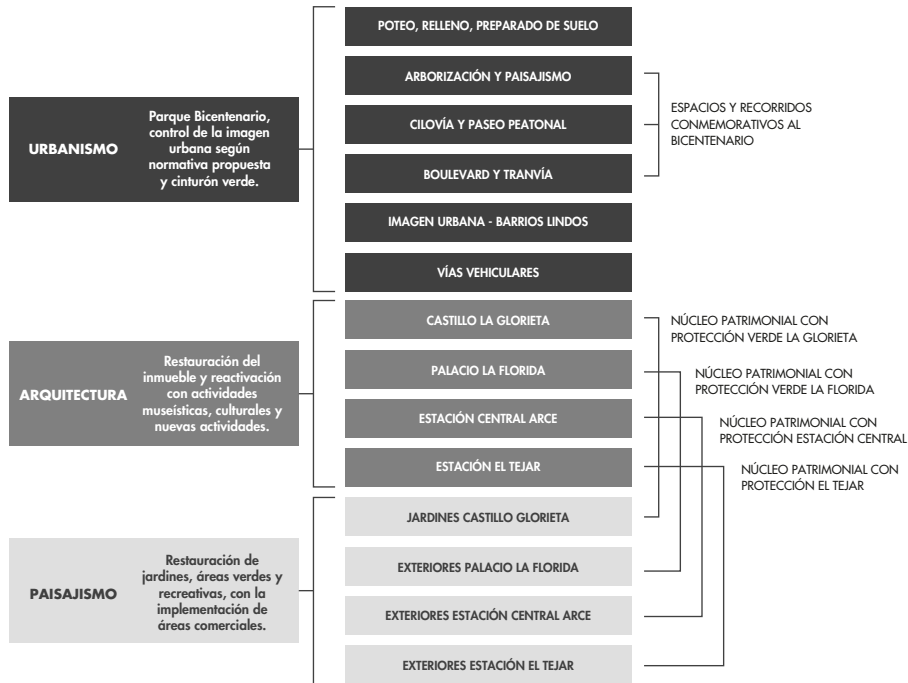 URBANISMO
Parque Bicentenario,
control de la imagen
urbana según
normativa propuesta
y cinturón verde.
POTEO, RELLENO, PREPARADO DE SUELO
ARBORIZACIÓN Y PAISAJISMO
CILOVÍA Y PASEO PEATONAL
BOULEVARD Y TRANVÍA
IMAGEN URBANA - BARRIOS LINDOS
VÍAS VEHICULARES
ESPACIOS Y RECORRIDOS
CONMEMORATIVOS AL
BICENTENARIO
ARQUITECTURA
Restauración del
inmueble y reactivación
con actividades
museísticas, culturales y
nuevas actividades.
CASTILLO LA GLORIETA
PALACIO LA FLORIDA
ESTACIÓN CENTRAL ARCE
ESTACIÓN EL TEJAR
NÚCLEO PATRIMONIAL CON
PROTECCIÓN VERDE LA GLORIETA
NÚCLEO PATRIMONIAL CON
PROTECCIÓN VERDE LA FLORIDA
NÚCLEO PATRIMONIAL CON
PROTECCIÓN ESTACIÓN CENTRAL
NÚCLEO PATRIMONIAL CON
PROTECCIÓN EL TEJAR
PAISAJISMO
Restauración de
jardines, áreas verdes y
recreativas, con la
implementación de
áreas comerciales.
JARDINES CASTILLO GLORIETA
EXTERIORES PALACIO LA FLORIDA
EXTERIORES ESTACIÓN CENTRAL ARCE
EXTERIORES ESTACIÓN EL TEJAR